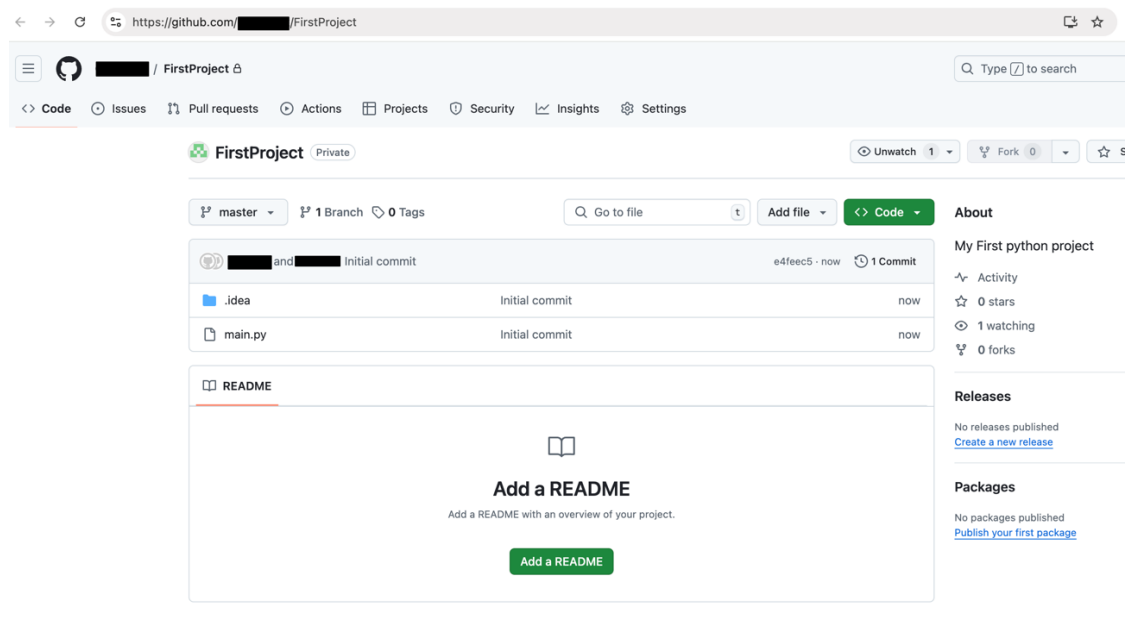 https://github.com/ /FirstProject
/ FirstProject
Type / to search
Code Issues Pull requests Actions Projects Security Insights Settings
FirstProject Private
Unwatch 1 Fork 0 S
master 1 Branch 0 Tags
Go to file t
Add file
Code
and Initial commit
e4feec5 · now 1 Commit
.idea Initial commit now
main.py Initial commit now
README
Add a README
Add a README with an overview of your project.
Add a README
About
My First python project
Activity
0 stars
1 watching
0 forks
Releases
No releases published
Create a new release
Packages
No packages published
Publish your first package